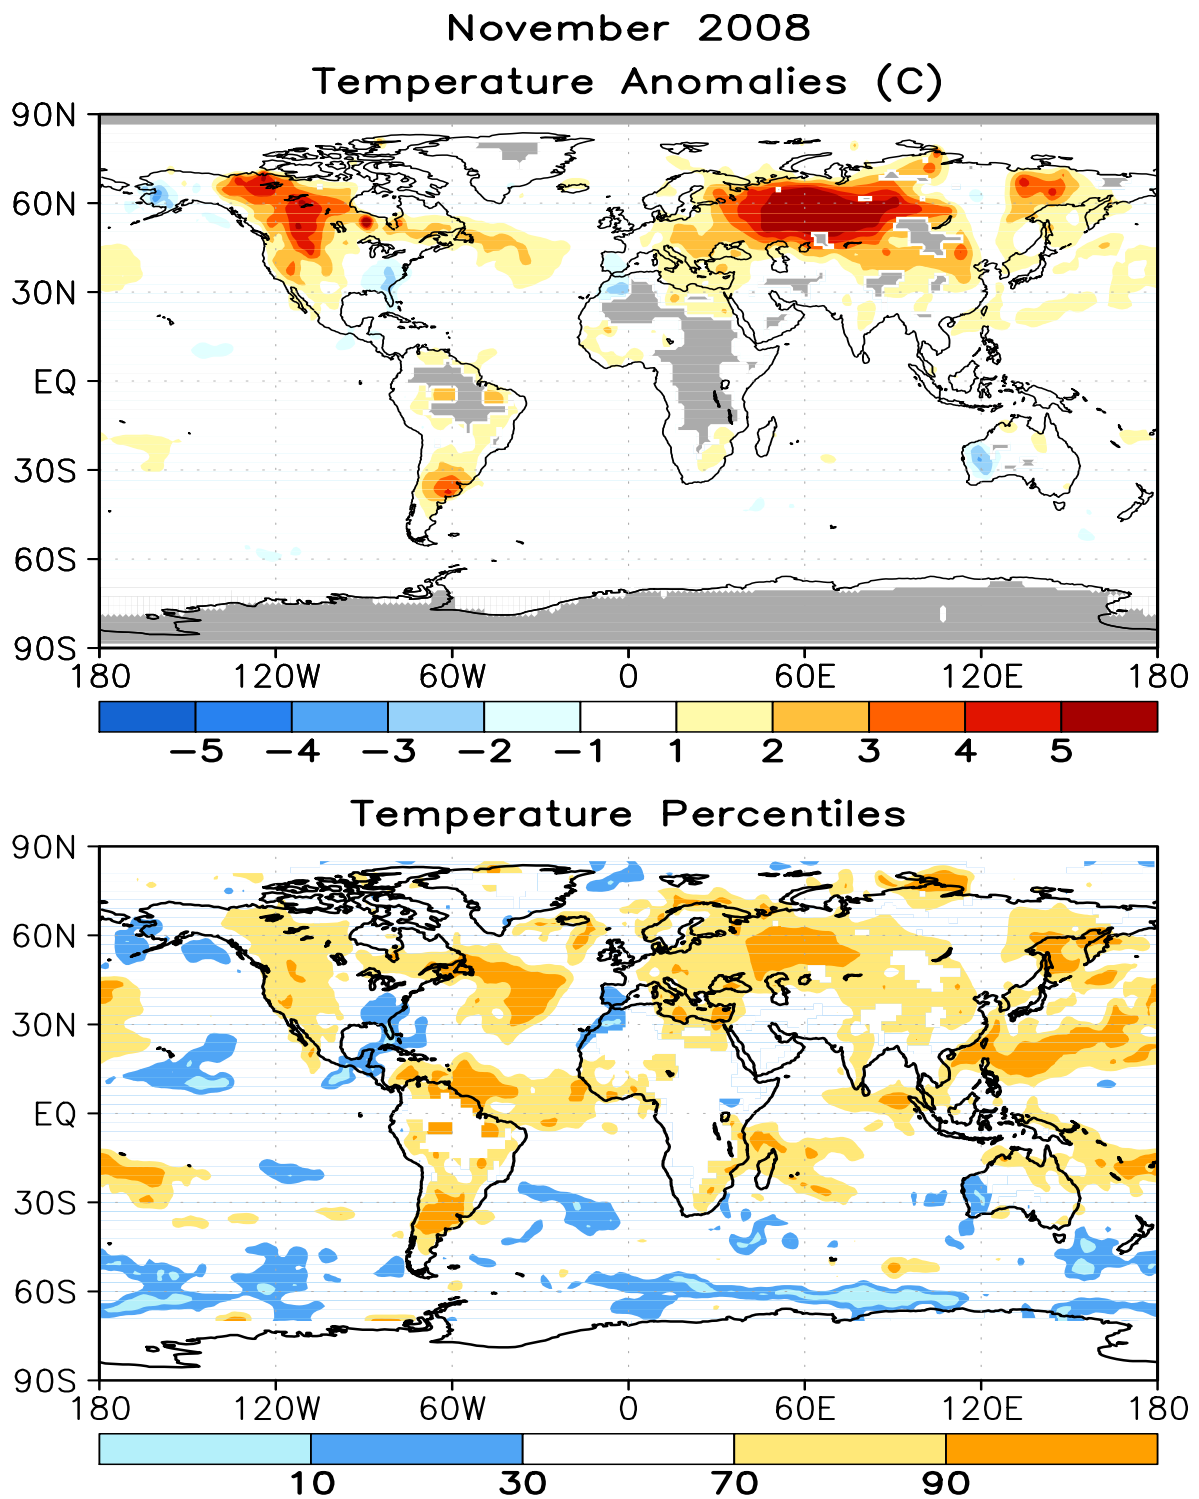 November 2008
Temperature Anomalies (C)
90N
60N
30N
EQ
30S
60S
90S
180 120W 60W 0 60E 120E 180
−5 −4 −3 −2 −1 1 2 3 4 5
Temperature Percentiles
90N
60N
30N
EQ
30S
60S
90S
180 120W 60W 0 60E 120E 180
10 30 70 90